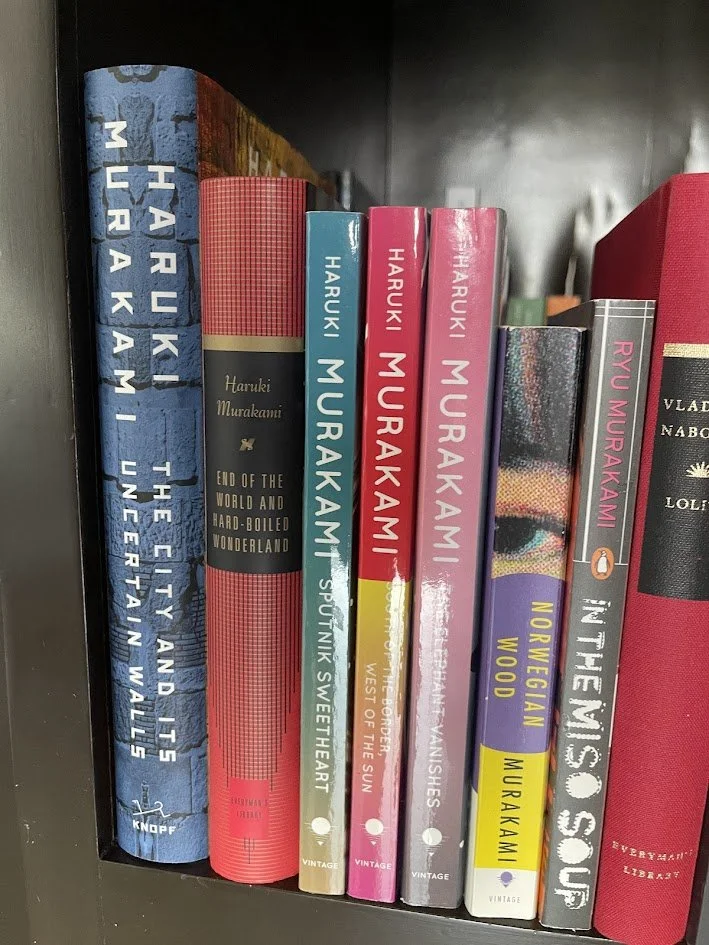 HARUKI
MURAKAMI
THE CITY AND ITS
UNCERTAIN WALLS
KNOPF
Haruki
Murakami
END OF THE
WORLD AND
HARD-BOILED
WONDERLAND
EVERYMAN'S
LIBRARY
HARUKI MURAKAMI SPUTNIK SWEETHEART
VINTAGE
HARUKI MURAKAMI SOUTH OF THE BORDER,
WEST OF THE SUN
VINTAGE
HARUKI MURAKAMI THE ELEPHANT VANISHES
VINTAGE
NORWEGIAN
WOOD
MURAKAMI
VINTAGE
RYU MURAKAMI
IN THE MISO SOUP
VLAD
NABO
LOLI
EVERYMAN'S
LIBRARY